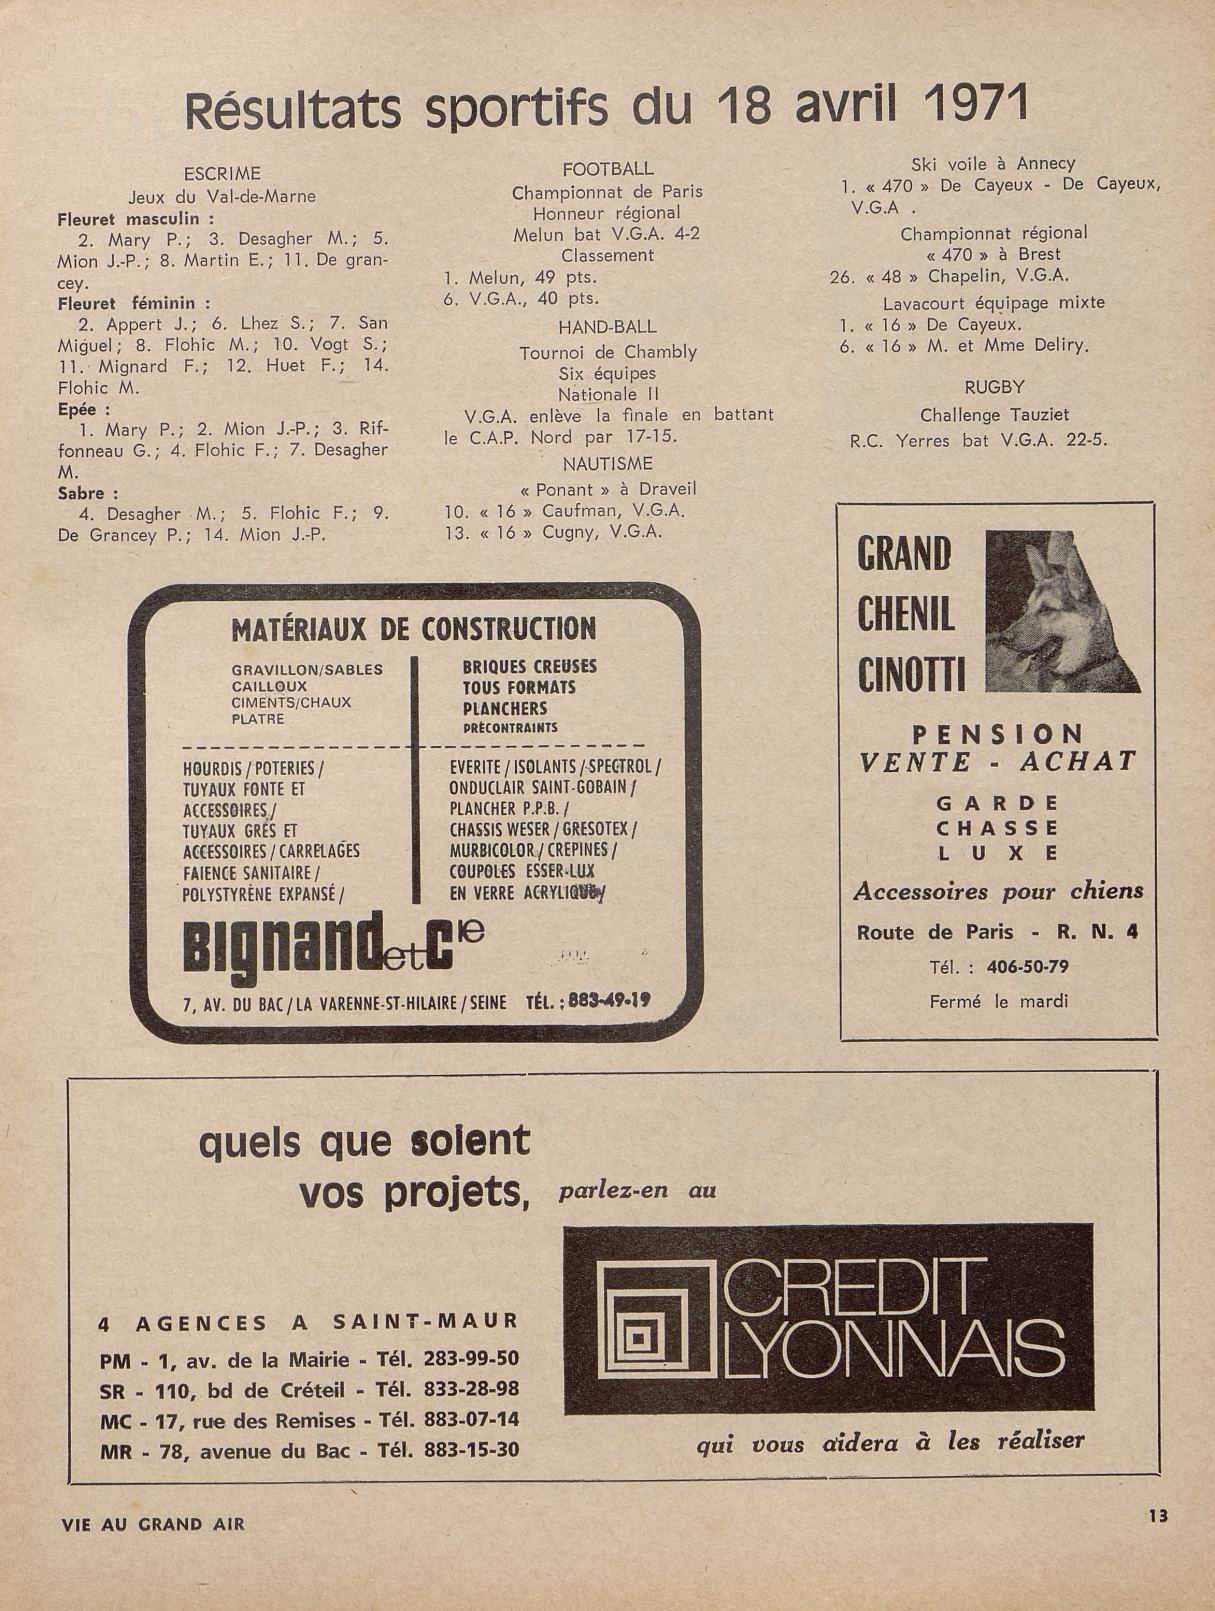 Résultats sportifs du 18 avril 1971
ESCRIME
Jeux du Val-de-Marne
Fleuret masculin :
2. Mary P.; 3. Desagher M.; 5.
Mion J.-P.; 8. Martin E.; 11. De gran-
cey.
Fleuret féminin :
2. Appert J.; 6. Lhez S.; 7. San
Miguel; 8. Flohic M.; 10. Vogt S.;
11. Mignard F.; 12. Huet F.; 14.
Flohic M.
Epée :
1. Mary P.; 2. Mion J.-P.; 3. Rif-
fonneau G.; 4. Flohic F.; 7. Desagher
M.
Sabre :
4. Desagher M.; 5. Flohic F.; 9.
De Grancey P.; 14. Mion J.-P.
FOOTBALL
Championnat de Paris
Honneur régional
Melun bat V.G.A. 4-2
Classement
1. Melun, 49 pts.
6. V.G.A., 40 pts.
HAND-BALL
Tournoi de Chambly
Six équipes
Nationale II
V.G.A. enlève la finale en battant
le C.A.P. Nord par 17-15.
NAUTISME
« Ponant » à Draveil
10. « 16 » Caufman, V.G.A.
13. « 16 » Cugny, V.G.A.
Ski voile à Annecy
1. « 470 » De Cayeux - De Cayeux,
V.G.A .
Championnat régional
« 470 » à Brest
26. « 48 » Chapelin, V.G.A.
Lavacourt équipage mixte
1. « 16 » De Cayeux.
6. « 16 » M. et Mme Deliry.
RUGBY
Challenge Tauziet
R.C. Yerres bat V.G.A. 22-5.
MATÉRIAUX DE CONSTRUCTION
GRAVILLON/SABLES
CAILLOUX
CIMENTS/CHAUX
PLATRE
BRIQUES CREUSES
TOUS FORMATS
PLANCHERS
PRÉCONTRAINTS
HOURDIS / POTERIES /
TUYAUX FONTE ET
ACCESSOIRES /
TUYAUX GRÉS ET
ACCESSOIRES / CARRELAGES
FAIENCE SANITAIRE /
POLYSTYRÈNE EXPANSÉ /
EVERITE / ISOLANTS / SPECTROL /
ONDUCLAIR SAINT-GOBAIN /
PLANCHER P.P.B. /
CHASSIS WESER / GRESOTEX /
MURBICOLOR / CREPINES /
COUPOLES ESSER-LUX
EN VERRE ACRYLIQUE /
Bignand et Cie
7, AV. DU BAC / LA VARENNE-ST-HILAIRE / SEINE TÉL. : 883-49-19
GRAND
CHENIL
CINOTTI
PENSION
VENTE - ACHAT
GARDE
CHASSE
LUXE
Accessoires pour chiens
Route de Paris - R. N. 4
Tél. : 406-50-79
Fermé le mardi
quels que soient
vos projets, parlez-en au
CREDIT
LYONNAIS
qui vous aidera à les réaliser
4 AGENCES A SAINT-MAUR
PM - 1, av. de la Mairie - Tél. 283-99-50
SR - 110, bd de Créteil - Tél. 833-28-98
MC - 17, rue des Remises - Tél. 883-07-14
MR - 78, avenue du Bac - Tél. 883-15-30
VIE AU GRAND AIR
13